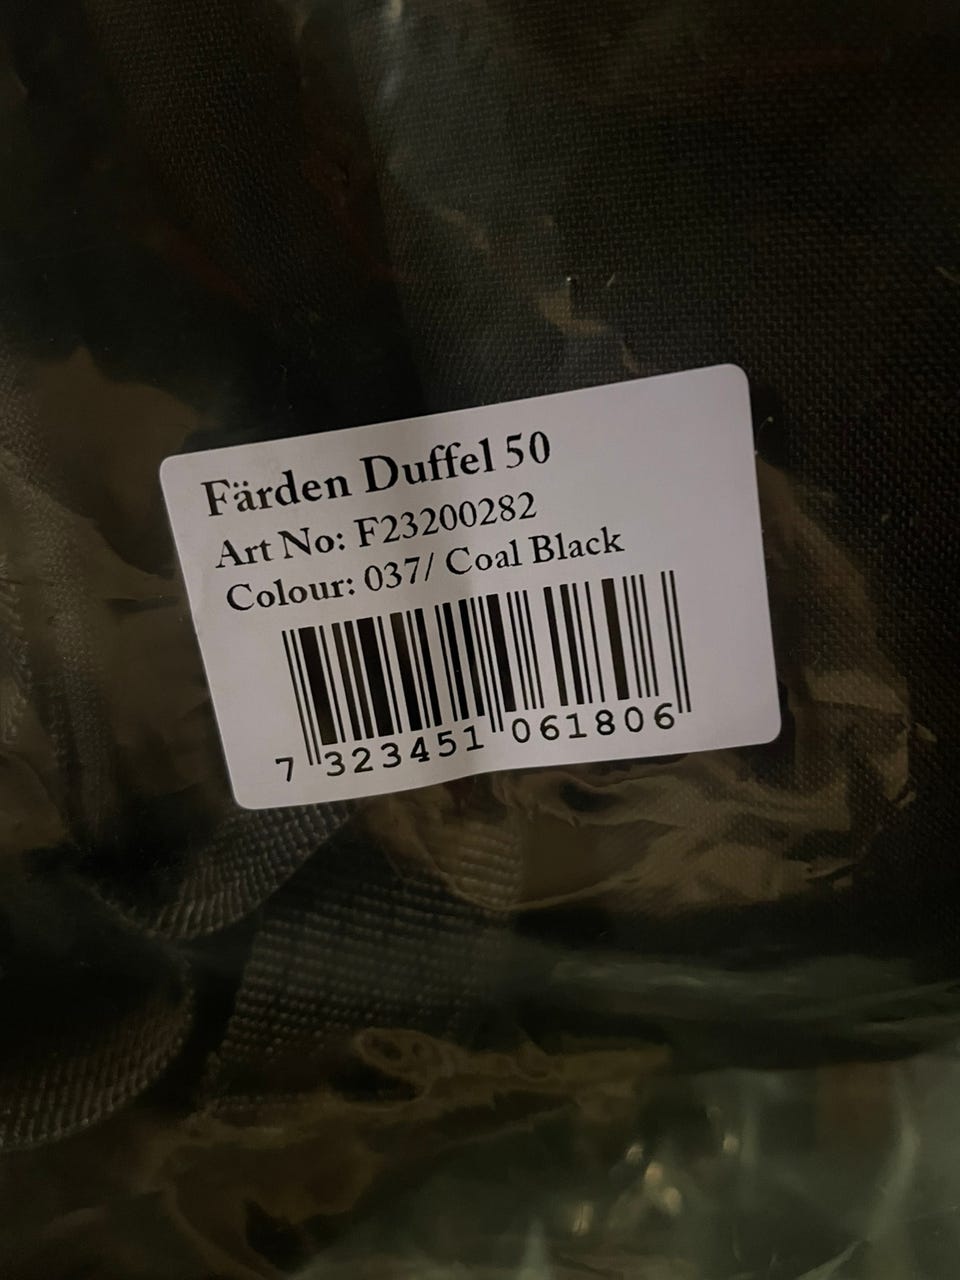 Färden Duffel 50
Art No: F23200282
Colour: 037/ Coal Black
7 323451 061806